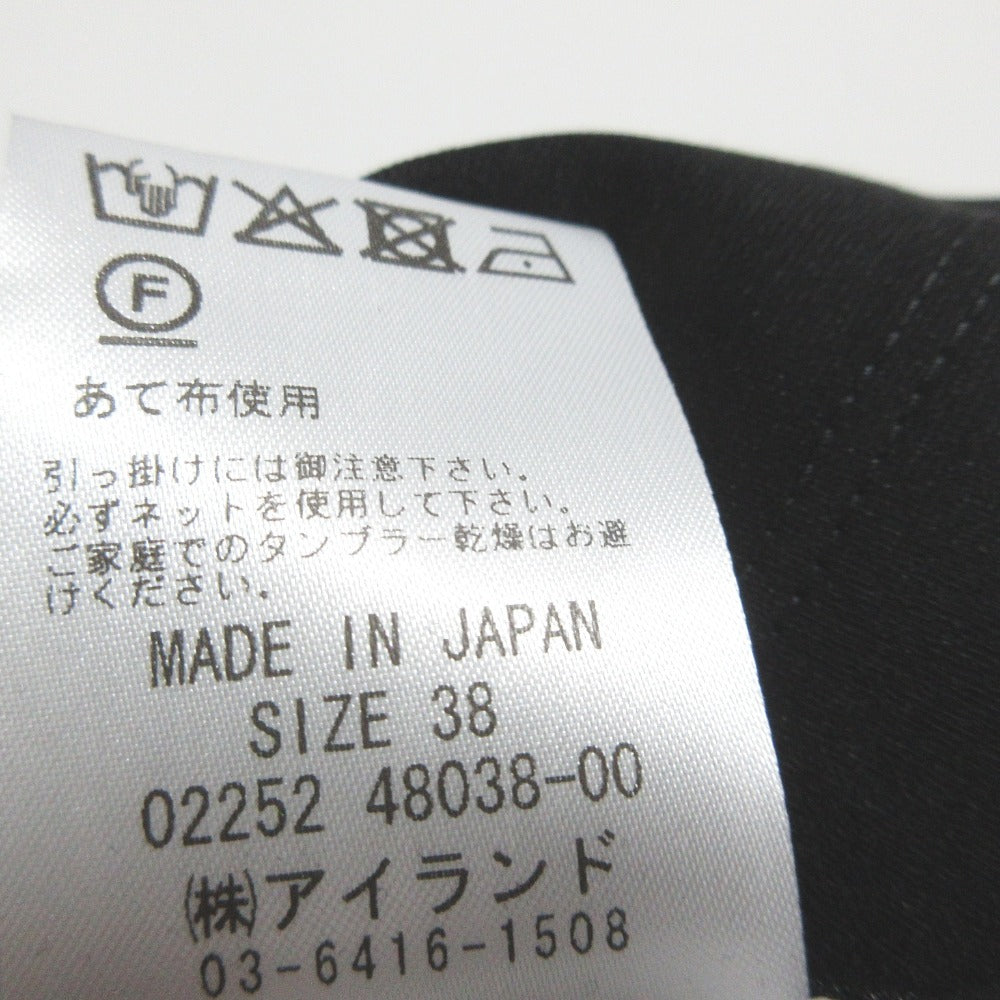 F
あて布使用
引っ掛けには御注意下さい。
必ずネットを使用して下さい。
ご家庭でのタンブラー乾燥はお避
けください。
MADE IN JAPAN
SIZE 38
02252 48038-00
(株)アイランド
03-6416-1508